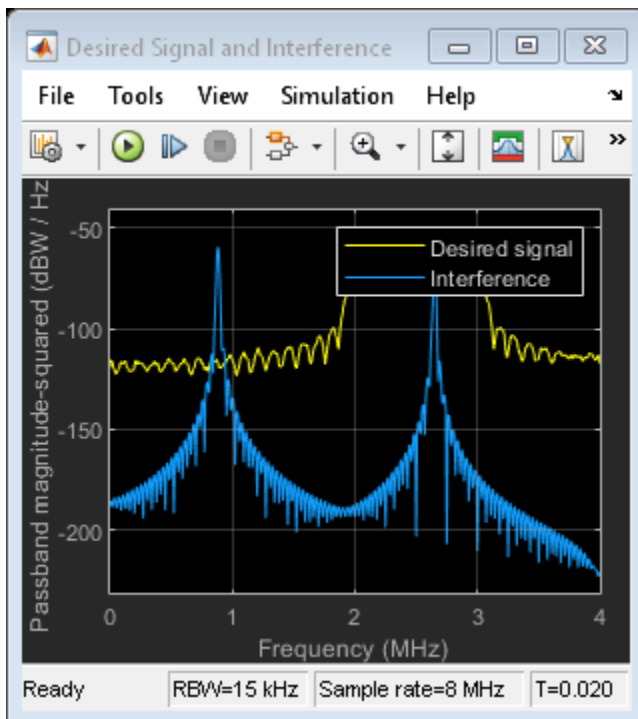 Desired Signal and Interference
File Tools View Simulation Help
Passband magnitude-squared (dBW / Hz
-50
-100
-150
-200
Desired signal
Interference
0 1 2 3 4
Frequency (MHz)
Ready RBW=15 kHz Sample rate=8 MHz T=0.020